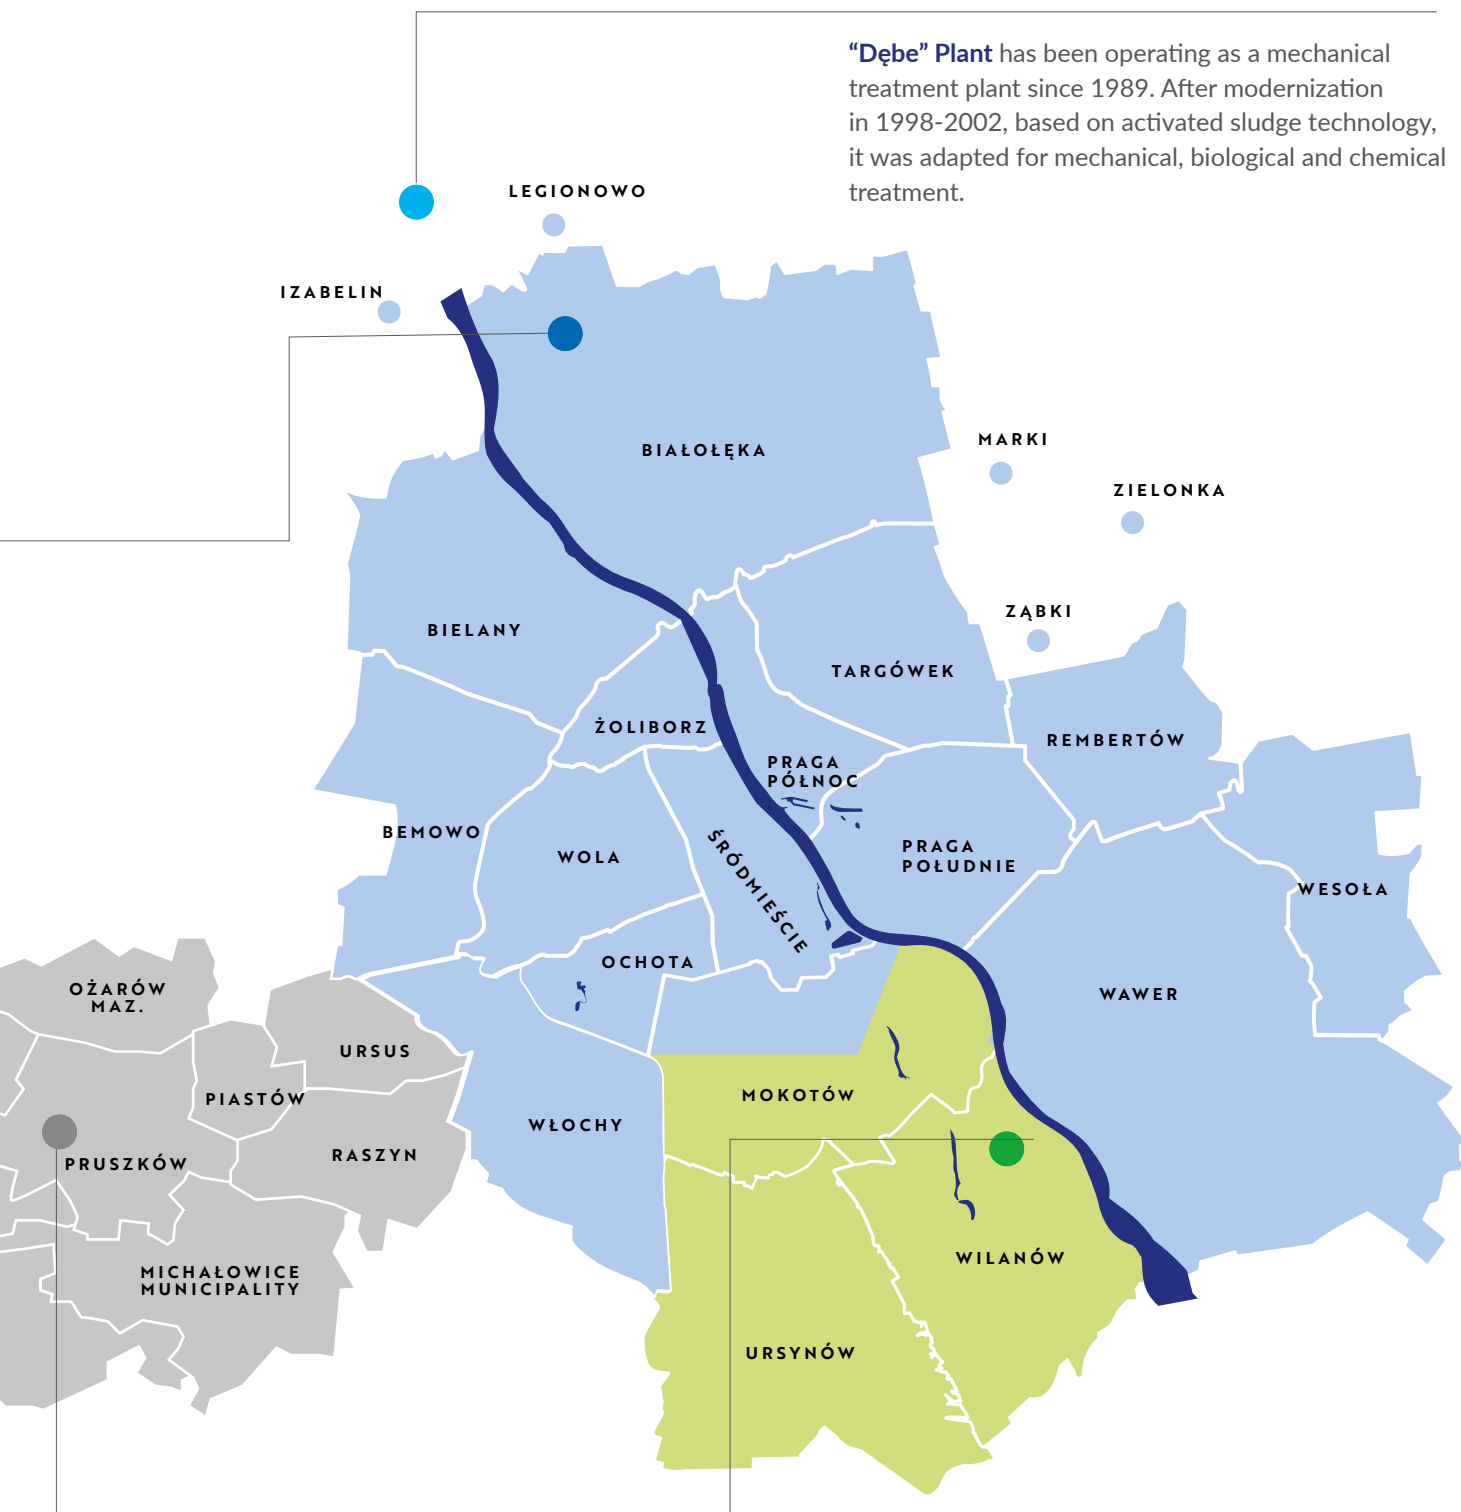 “Dębe” Plant has been operating as a mechanical
treatment plant since 1989. After modernization
in 1998-2002, based on activated sludge technology,
it was adapted for mechanical, biological and chemical
treatment.
LEGIONOWO
IZABELIN
BIAŁOŁĘKA
MARKI
ZIELONKA
ZĄBKI
BIELANY
TARGÓWEK
ŻOLIBORZ
REMBERTÓW
PRAGA
PÓŁNOC
BEMOWO
WOLA
ŚRÓDMIEŚCIE
PRAGA
POŁUDNIE
WESOŁA
OCHOTA
OŻARÓW
MAZ.
WAWER
URSUS
PIASTÓW
MOKOTÓW
WŁOCHY
RASZYN
PRUSZKÓW
WILANÓW
MICHAŁOWICE
MUNICIPALITY
URSYNÓW